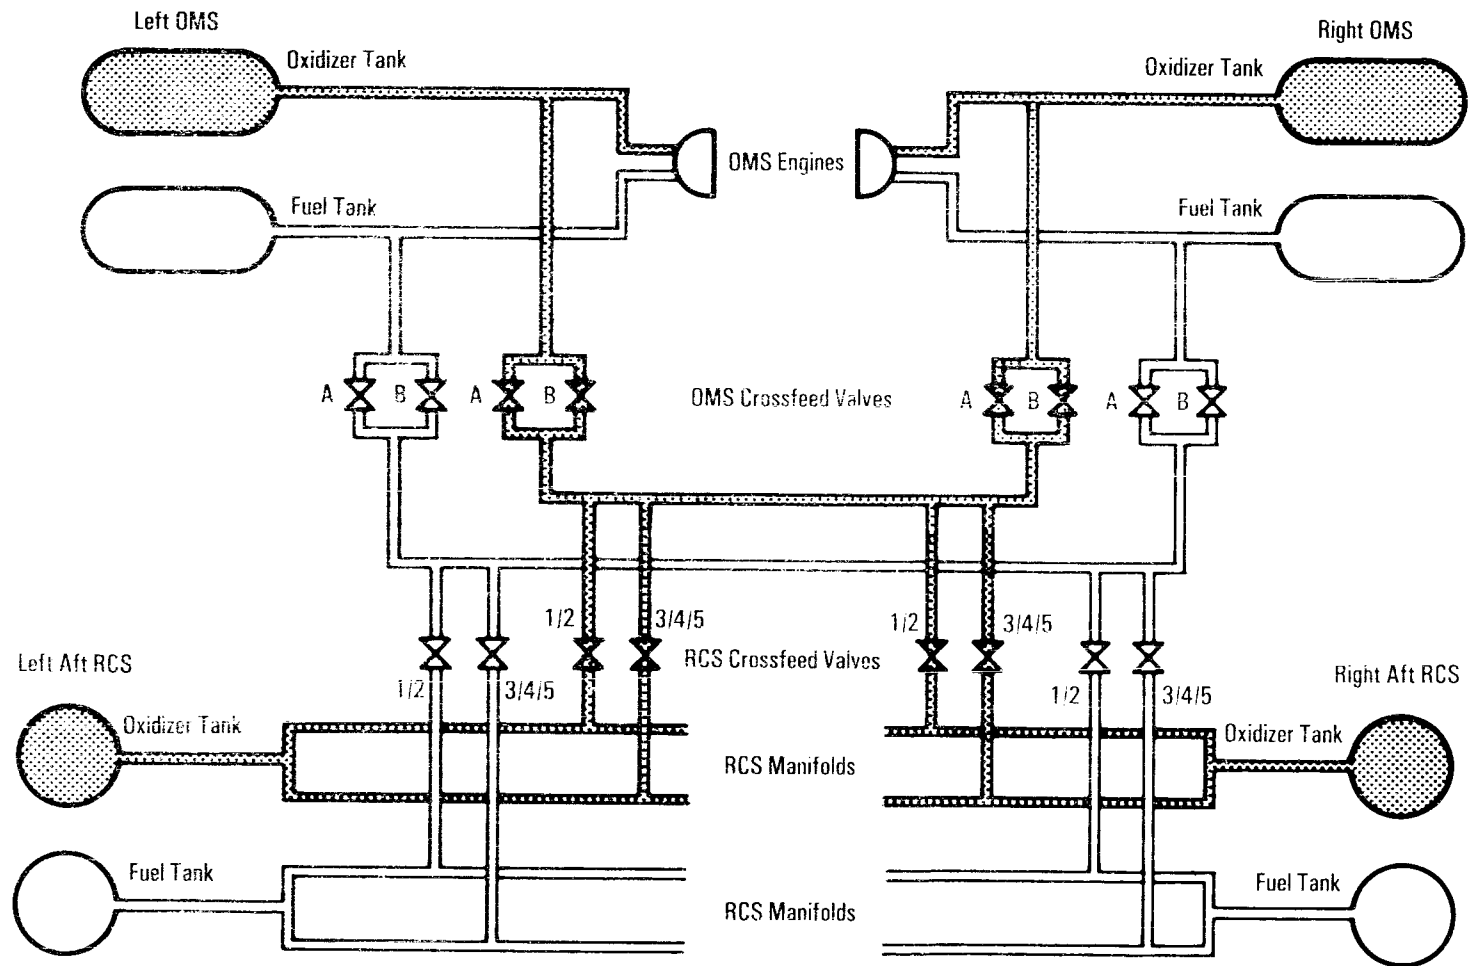 Left OMS
Right OMS
Oxidizer Tank
Oxidizer Tank
OMS Engines
Fuel Tank
Fuel Tank
A B A B OMS Crossfeed Valves A B A B
1/2 3/4/5 1/2 3/4/5
Left Aft RCS
RCS Crossfeed Valves
Right Aft RCS
1/2 3/4/5 1/2 3/4/5
Oxidizer Tank
Oxidizer Tank
RCS Manifolds
Fuel Tank
Fuel Tank
RCS Manifolds